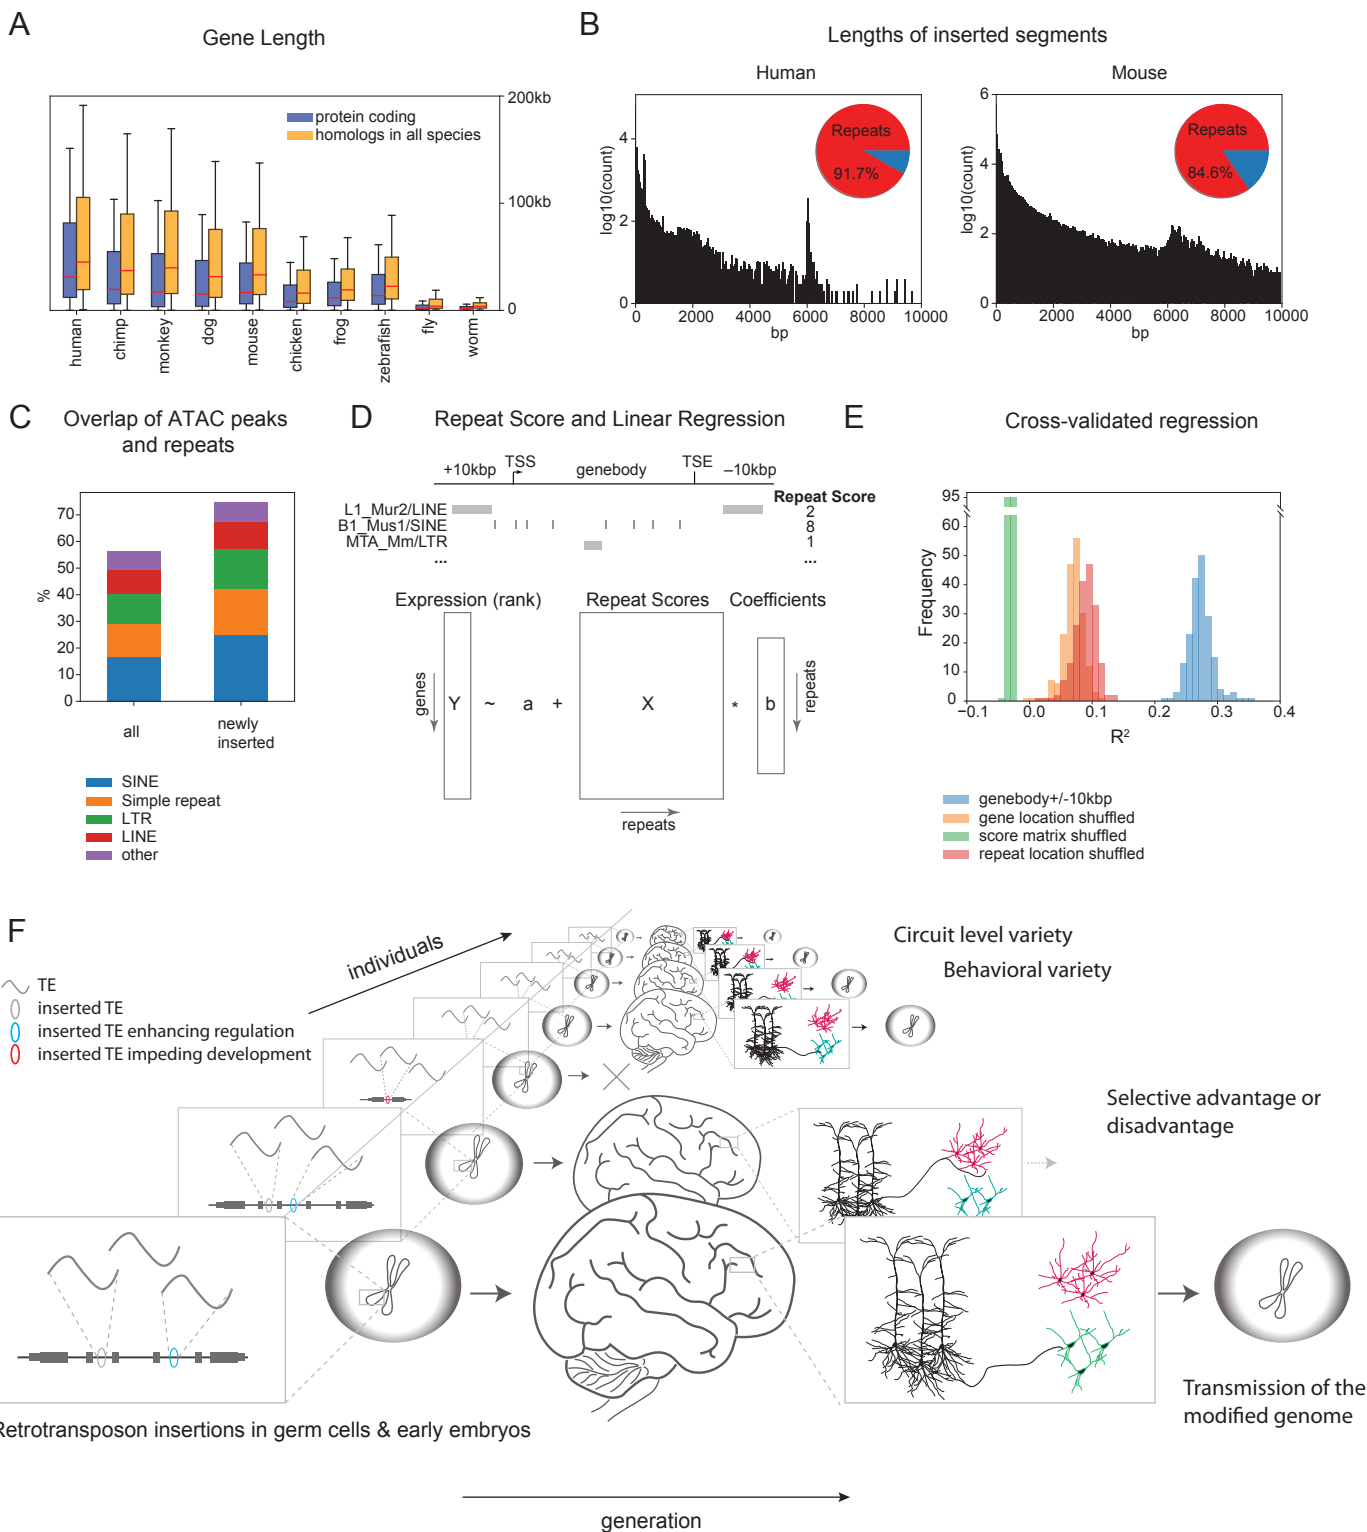 A
Gene Length
200kb
100kb
0
protein coding
homologs in all species
human
chimp
monkey
dog
mouse
chicken
frog
zebrafish
fly
worm
B
Lengths of inserted segments
Human
Mouse
log10(count)
4
2
0
Repeats
91.7%
0
2000
4000
6000
8000
10000
bp
log10(count)
6
4
2
0
Repeats
84.6%
0
2000
4000
6000
8000
10000
bp
C
Overlap of ATAC peaks
and repeats
%
70
60
50
40
30
20
10
0
all
newly
inserted
SINE
Simple repeat
LTR
LINE
other
D
Repeat Score and Linear Regression
+10kbp
TSS
genebody
TSE
−10kbp
Repeat Score
L1_Mur2/LINE 2
B1_Mus1/SINE 8
MTA_Mm/LTR 1
... ...
Expression (rank)
Repeat Scores
Coefficients
genes
Y ~ a + X * b
repeats
repeats
E
Cross-validated regression
Frequency
95
60
50
40
30
20
10
0
−0.1
0.0
0.1
0.2
0.3
0.4
R²
genebody+/-10kbp
gene location shuffled
score matrix shuffled
repeat location shuffled
F
individuals
TE
inserted TE
inserted TE enhancing regulation
inserted TE impeding development
Circuit level variety
Behavioral variety
Selective advantage or
disadvantage
Transmission of the
modified genome
Retrotransposon insertions in germ cells & early embryos
generation